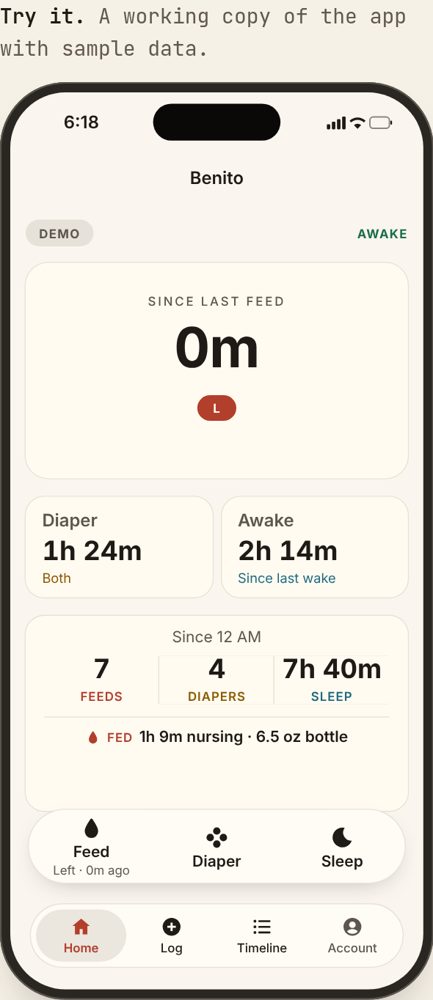 Try it. A working copy of the app
with sample data.
6:18
Benito
DEMO
AWAKE
SINCE LAST FEED
0m
L
Diaper
1h 24m
Both
Awake
2h 14m
Since last wake
Since 12 AM
7
FEEDS
4
DIAPERS
7h 40m
SLEEP
FED 1h 9m nursing · 6.5 oz bottle
Feed
Left · 0m ago
Diaper
Sleep
Home
Log
Timeline
Account